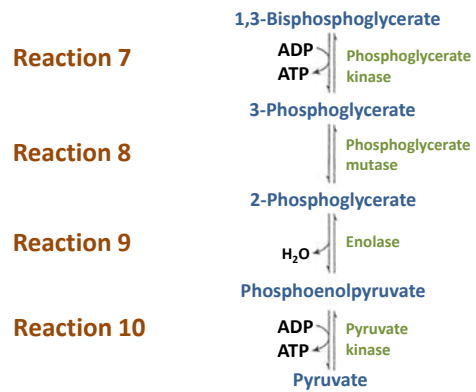 1,3-Bisphosphoglycerate
Reaction 7
ADP
ATP
Phosphoglycerate
kinase
3-Phosphoglycerate
Reaction 8
Phosphoglycerate
mutase
2-Phosphoglycerate
Reaction 9
H₂O
Enolase
Phosphoenolpyruvate
Reaction 10
ADP
ATP
Pyruvate
kinase
Pyruvate